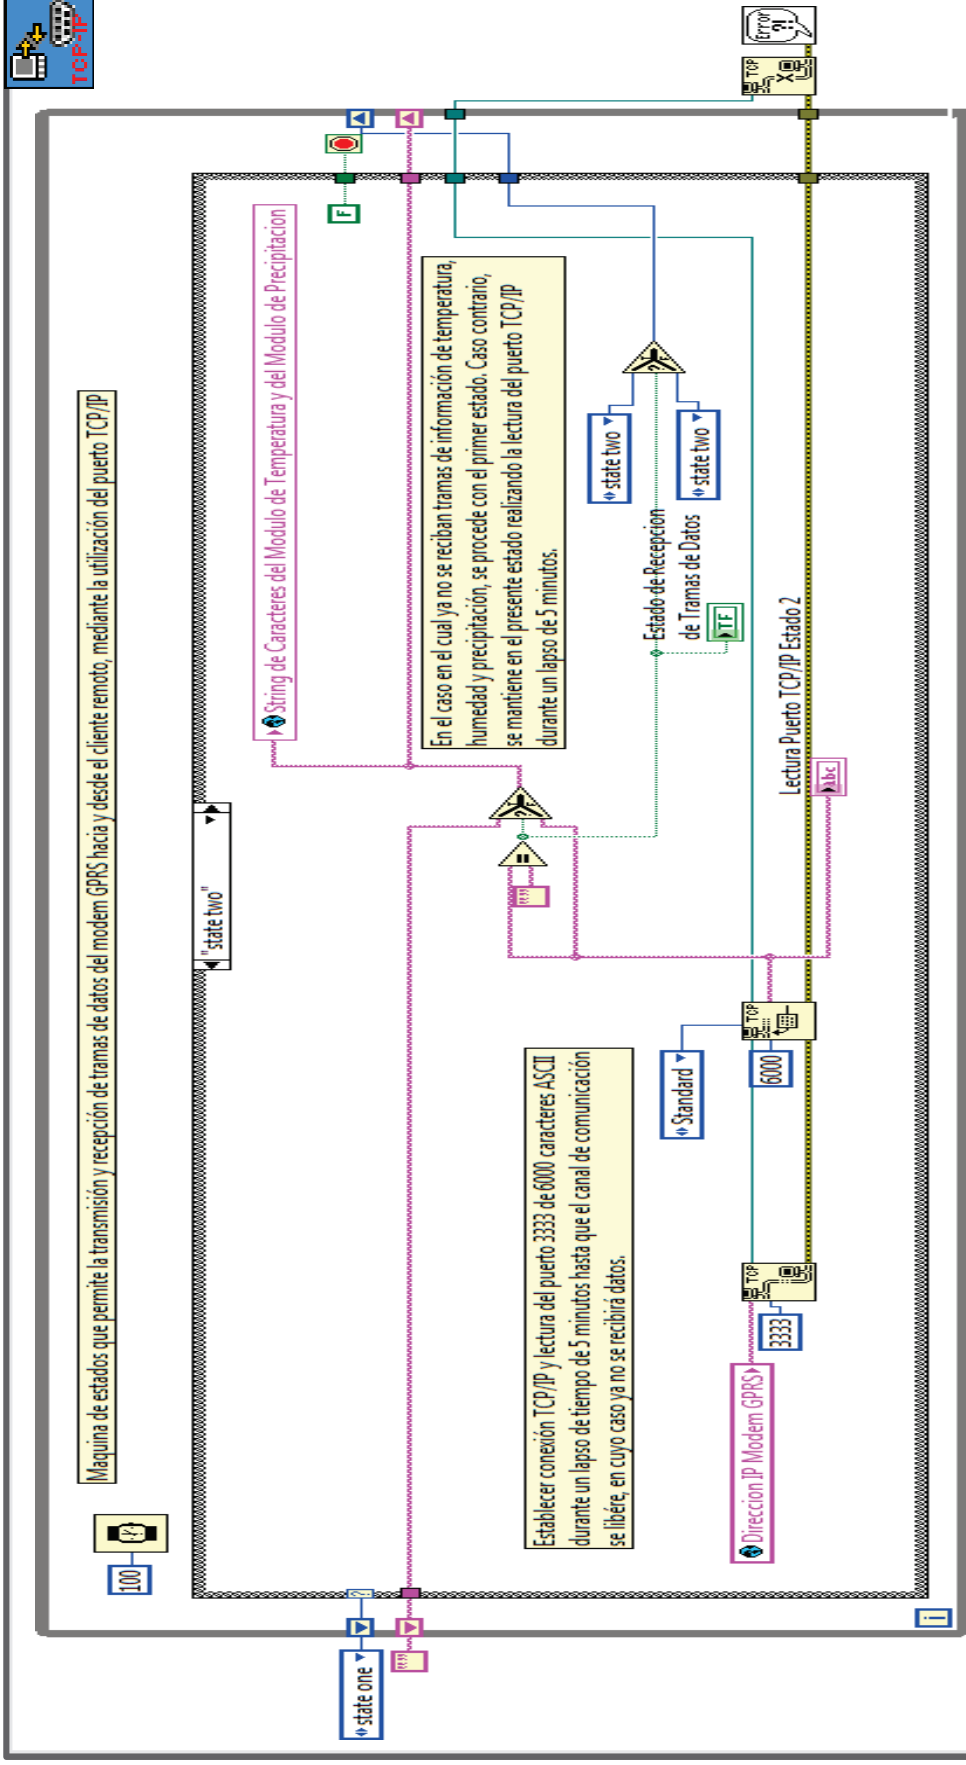 TCP-IP
Maquina de estados que permite la transmisión y recepción de tramas de datos del modem GPRS hacia y desde el cliente remoto, mediante la utilización del puerto TCP/IP
100
"state two"
String de Caracteres del Modulo de Temperatura y del Modulo de Precipitacion
F
state one
En el caso en el cual ya no se reciban tramas de información de temperatura,
humedad y precipitación, se procede con el primer estado. Caso contrario,
se mantiene en el presente estado realizando la lectura del puerto TCP/IP
durante un lapso de 5 minutos.
=
?
Establecer conexión TCP/IP y lectura del puerto 3333 de 6000 caracteres ASCII
durante un lapso de tiempo de 5 minutos hasta que el canal de comunicación
se libére, en cuyo caso ya no se recibirá datos.
state two
state two
Estado de Recepcion
de Tramas de Datos
TF
Standard
6000
TCP
Direccion IP Modem GPRS
3333
TCP
Lectura Puerto TCP/IP Estado 2
abc
TCP
Error
?!
i